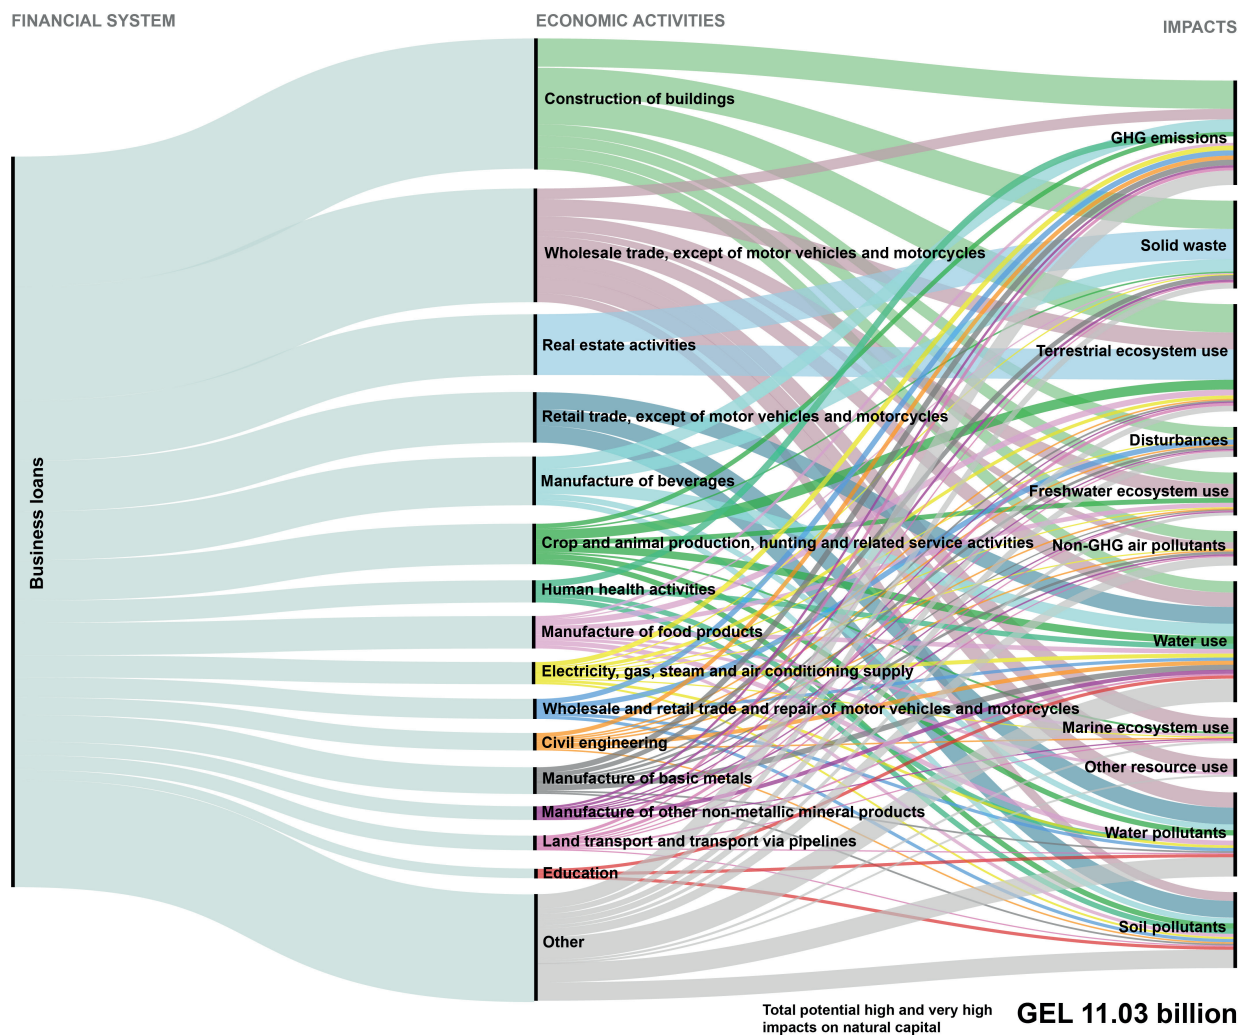 FINANCIAL SYSTEM
ECONOMIC ACTIVITIES
IMPACTS
Business loans
Construction of buildings
Wholesale trade, except of motor vehicles and motorcycles
Real estate activities
Retail trade, except of motor vehicles and motorcycles
Manufacture of beverages
Crop and animal production, hunting and related service activities
Human health activities
Manufacture of food products
Electricity, gas, steam and air conditioning supply
Wholesale and retail trade and repair of motor vehicles and motorcycles
Civil engineering
Manufacture of basic metals
Manufacture of other non-metallic mineral products
Land transport and transport via pipelines
Education
Other
GHG emissions
Solid waste
Terrestrial ecosystem use
Disturbances
Freshwater ecosystem use
Non-GHG air pollutants
Water use
Marine ecosystem use
Other resource use
Water pollutants
Soil pollutants
Total potential high and very high
impacts on natural capital
GEL 11.03 billion